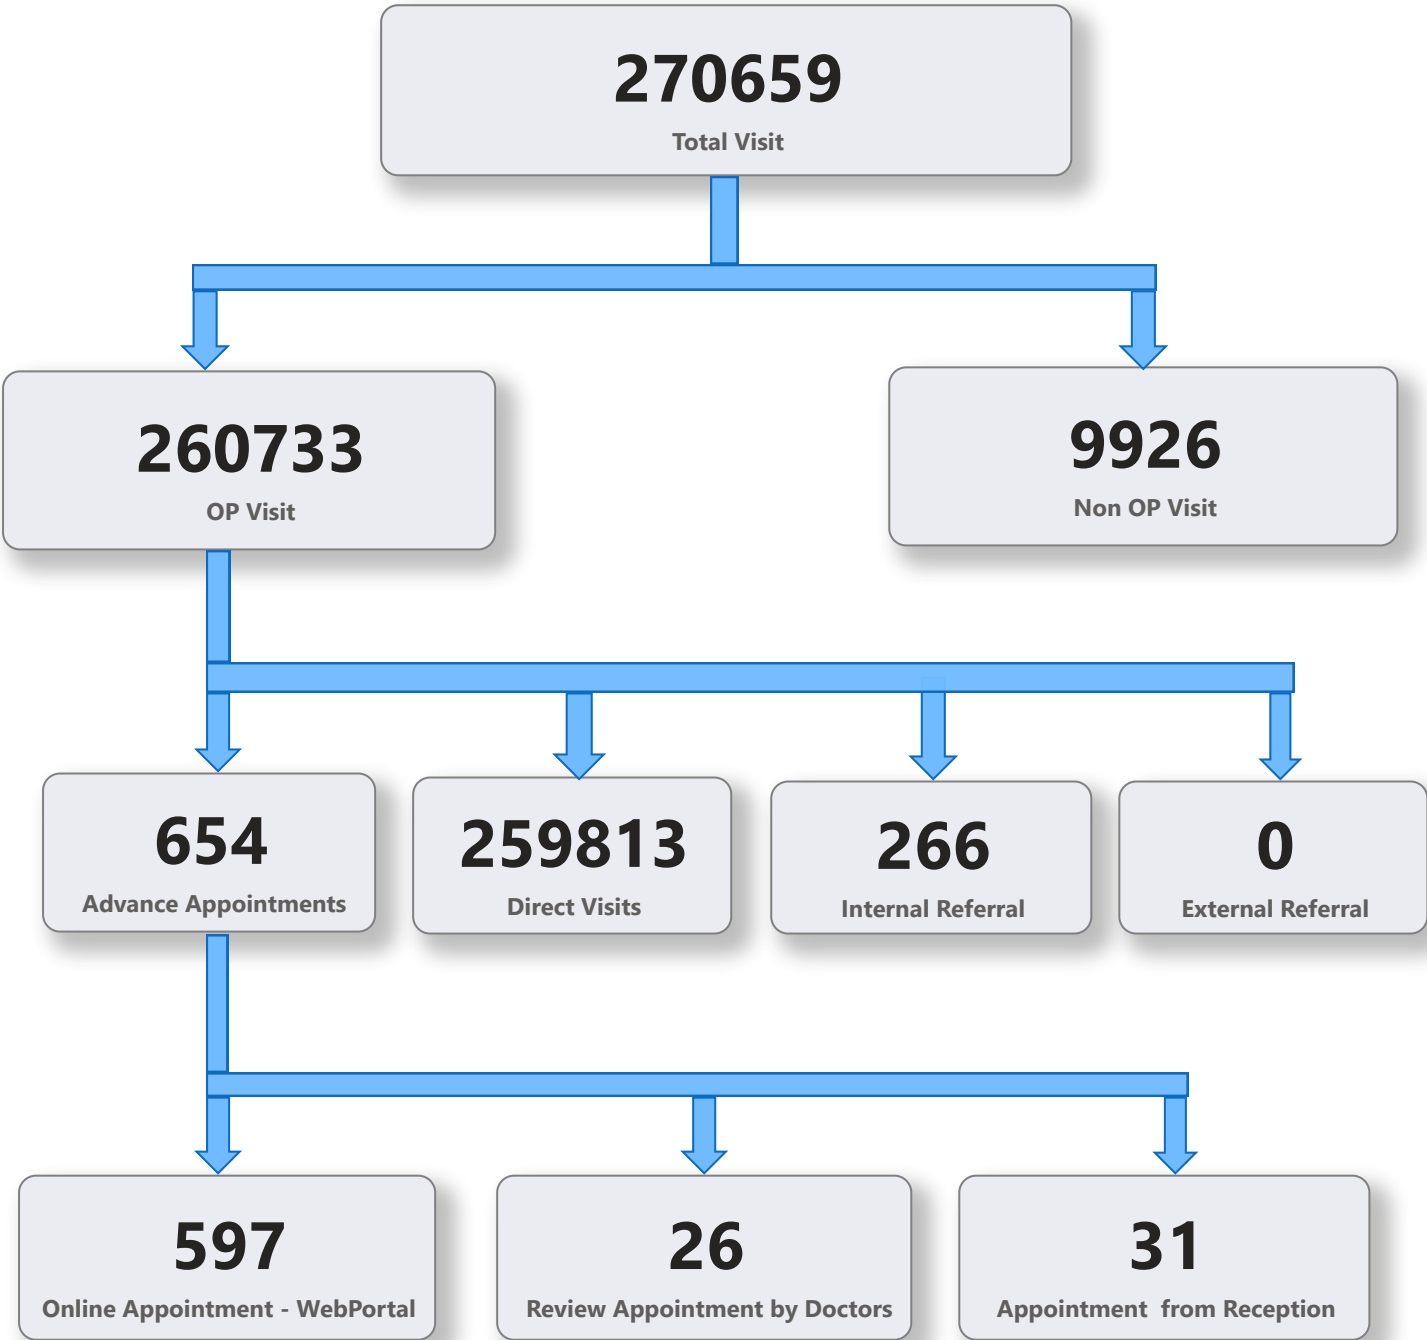 270659
Total Visit
260733
OP Visit
9926
Non OP Visit
654
Advance Appointments
259813
Direct Visits
266
Internal Referral
0
External Referral
597
Online Appointment - WebPortal
26
Review Appointment by Doctors
31
Appointment  from Reception